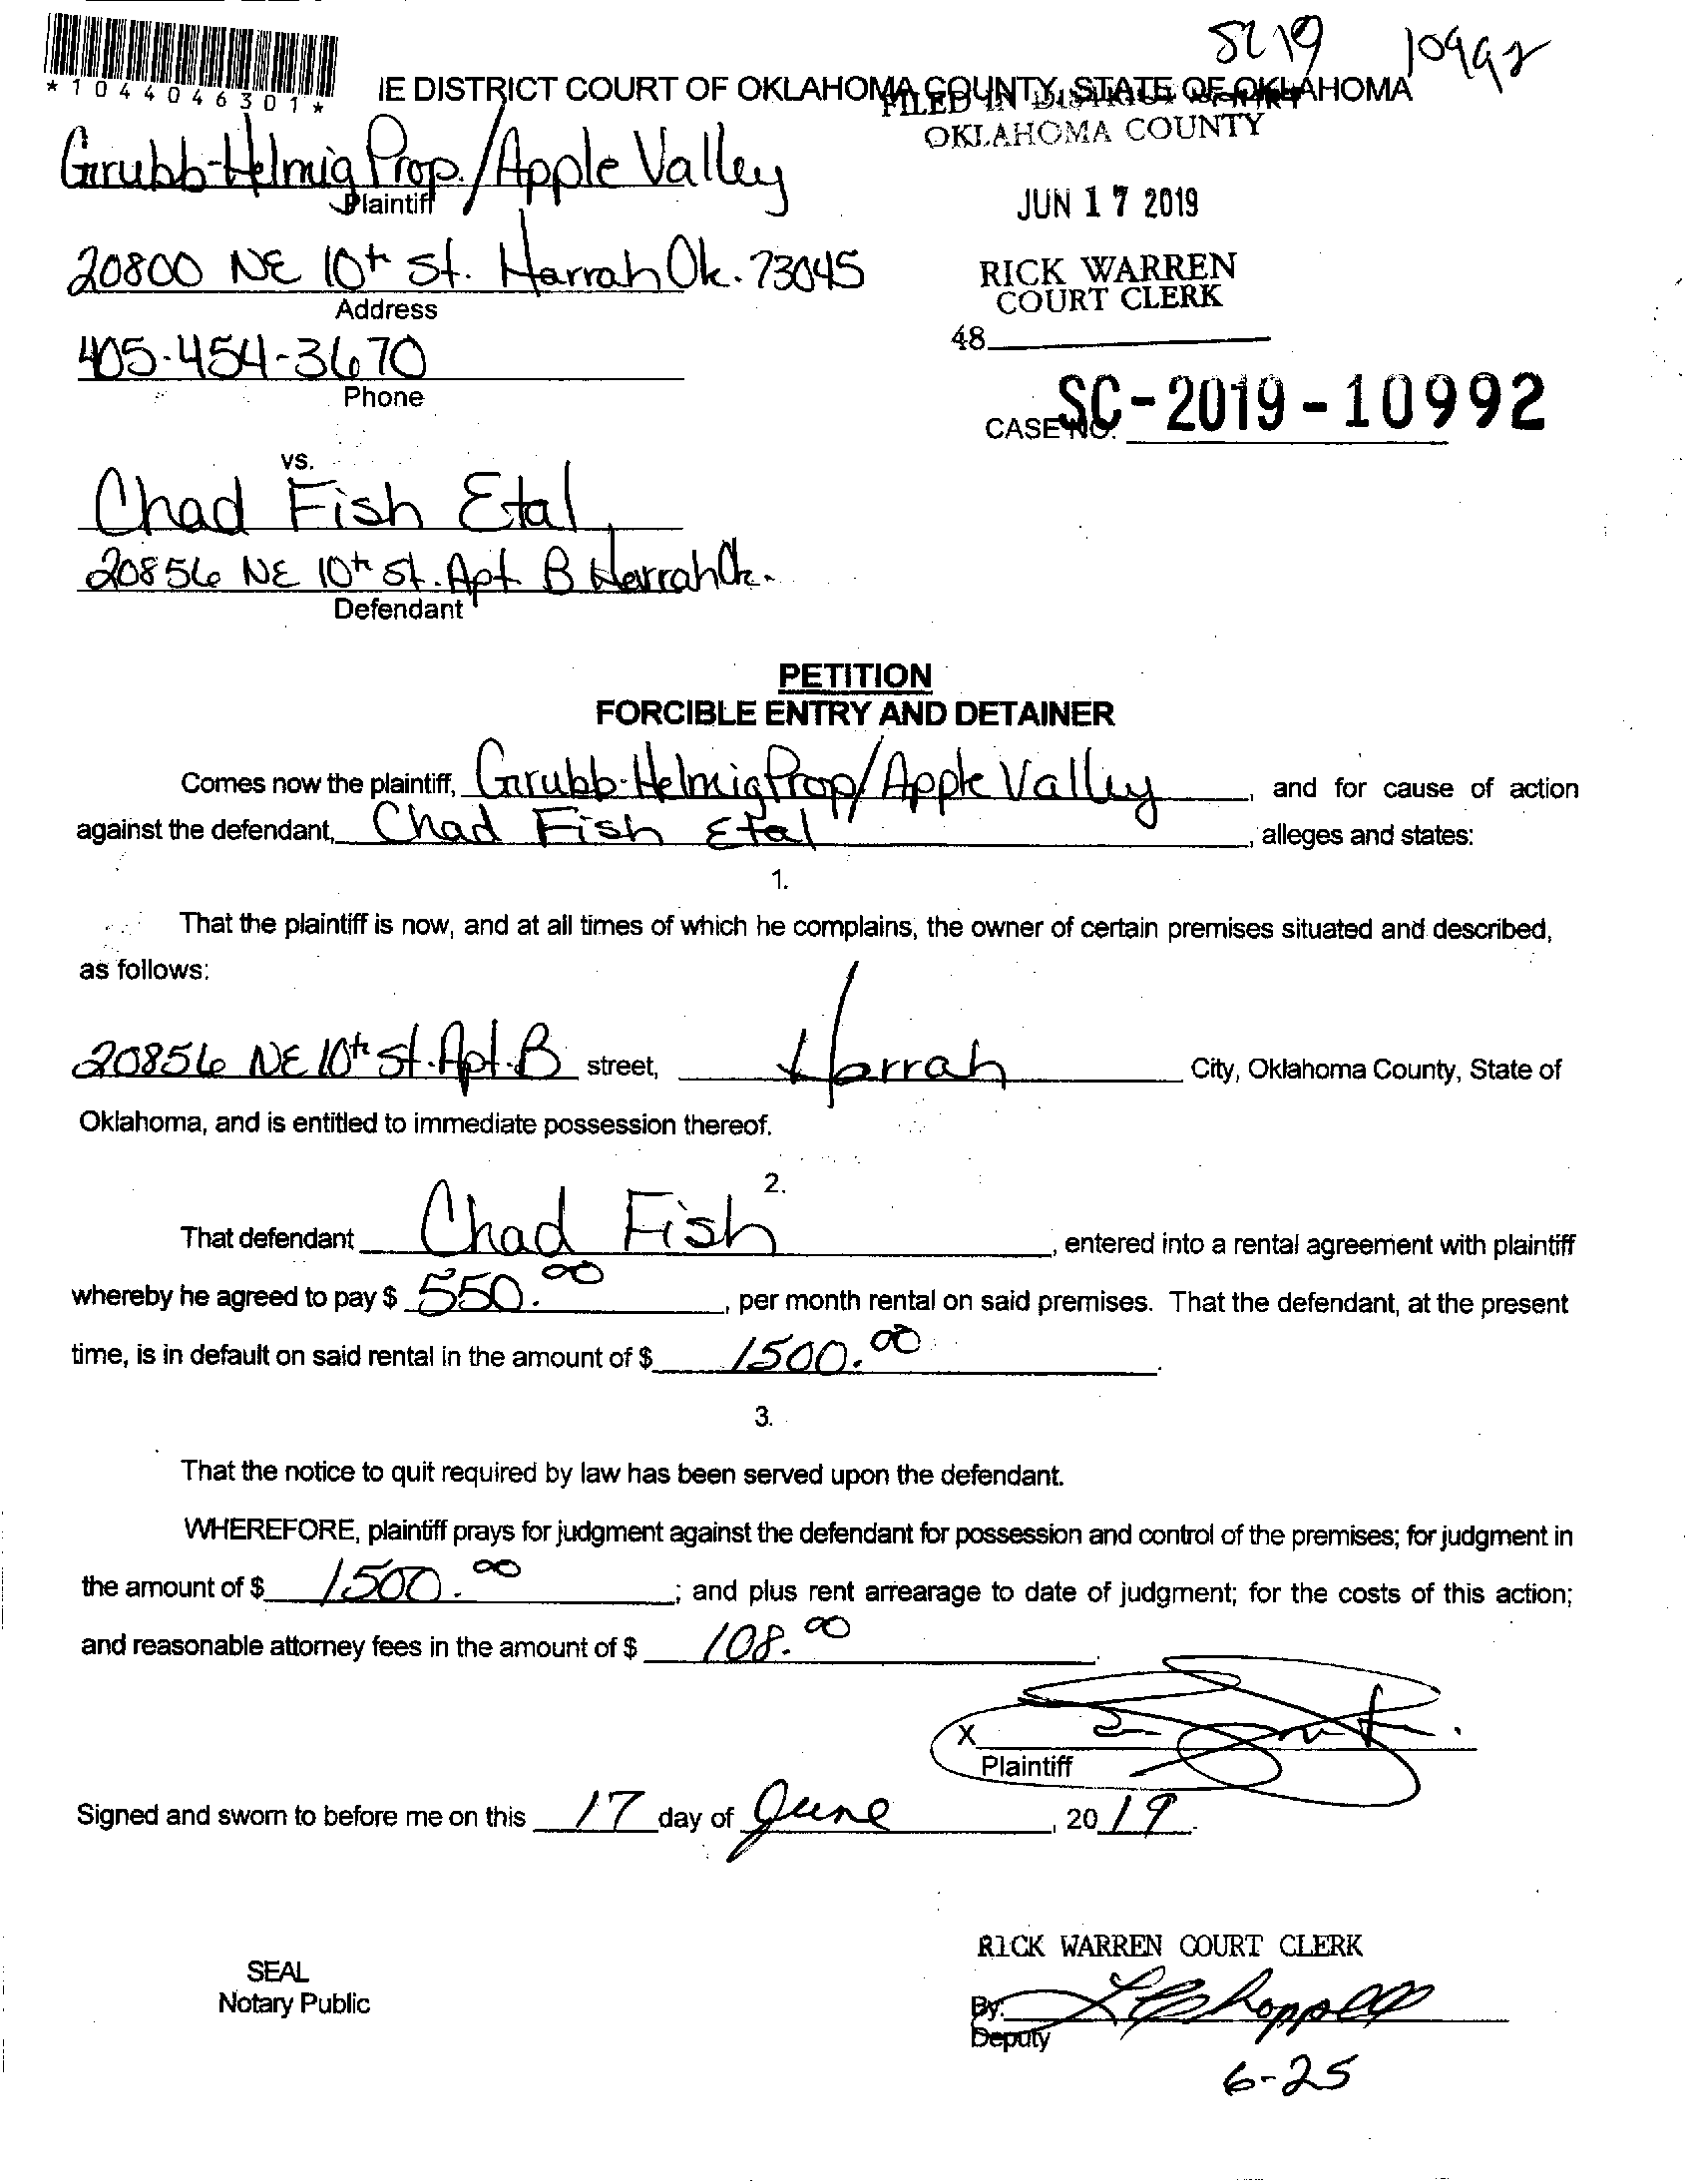 SC 19 10992
*1044046301*
IE DISTRICT COURT OF OKLAHOMA COUNTY, STATE OF OKLAHOMA
FILED IN DISTRICT COURT
OKLAHOMA COUNTY
Grubb-Helmig Prop./Apple Valley
Plaintiff
JUN 17 2019
20800 NE 10th St. Harrah Ok. 73045
Address
RICK WARREN
COURT CLERK
405-454-3670
Phone
48
CASE NO. SC-2019-10992
vs.
Chad Fish Etal
20856 NE 10th St. Apt B Harrah Ok.
Defendant
PETITION
FORCIBLE ENTRY AND DETAINER
Comes now the plaintiff, Grubb-Helmig Prop/Apple Valley, and for cause of action
against the defendant, Chad Fish Etal, alleges and states:
1.
That the plaintiff is now, and at all times of which he complains, the owner of certain premises situated and described,
as follows:
20856 NE 10th St. Apt. B street, Harrah City, Oklahoma County, State of
Oklahoma, and is entitled to immediate possession thereof.
2.
That defendant Chad Fish, entered into a rental agreement with plaintiff
whereby he agreed to pay $ 550.00, per month rental on said premises. That the defendant, at the present
time, is in default on said rental in the amount of $ 1500.00.
3.
That the notice to quit required by law has been served upon the defendant.
WHEREFORE, plaintiff prays for judgment against the defendant for possession and control of the premises; for judgment in
the amount of $ 1500.00; and plus rent arrearage to date of judgment; for the costs of this action;
and reasonable attorney fees in the amount of $ 108.00.
X
Plaintiff
Signed and sworn to before me on this 17 day of June, 2019.
RICK WARREN COURT CLERK
SEAL
Notary Public
By:
Deputy
6-25